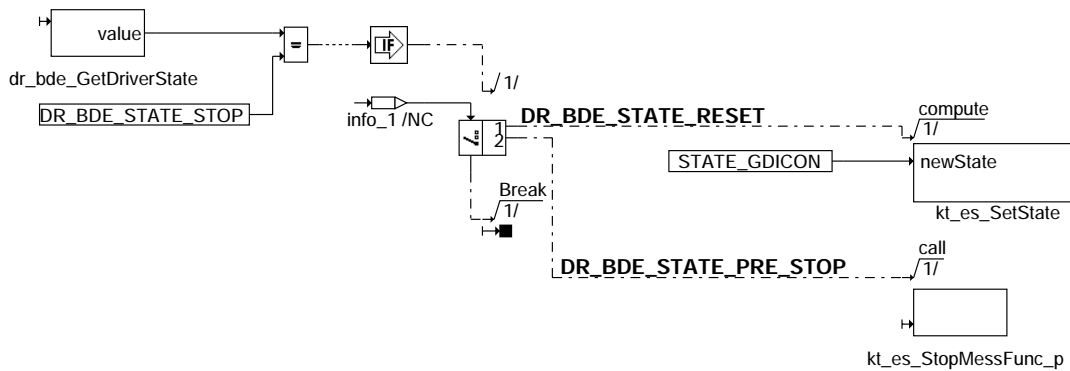 value
dr_bde_GetDriverState
=
IF
DR_BDE_STATE_STOP
1/
info_1 /NC
1
2
DR_BDE_STATE_RESET
compute
1/
STATE_GDICON
newState
kt_es_SetState
Break
1/
DR_BDE_STATE_PRE_STOP
call
1/
kt_es_StopMessFunc_p